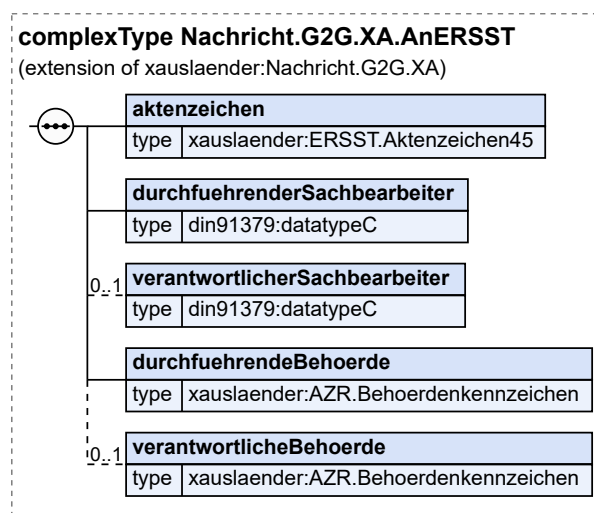 complexType Nachricht.G2G.XA.AnERSST
(extension of xauslaender:Nachricht.G2G.XA)
aktenzeichen
type xauslaender:ERSST.Aktenzeichen45
durchfuehrenderSachbearbeiter
type din91379:datatypeC
0..1 verantwortlicherSachbearbeiter
type din91379:datatypeC
durchfuehrendeBehoerde
type xauslaender:AZR.Behoerdenkennzeichen
0..1 verantwortlicheBehoerde
type xauslaender:AZR.Behoerdenkennzeichen